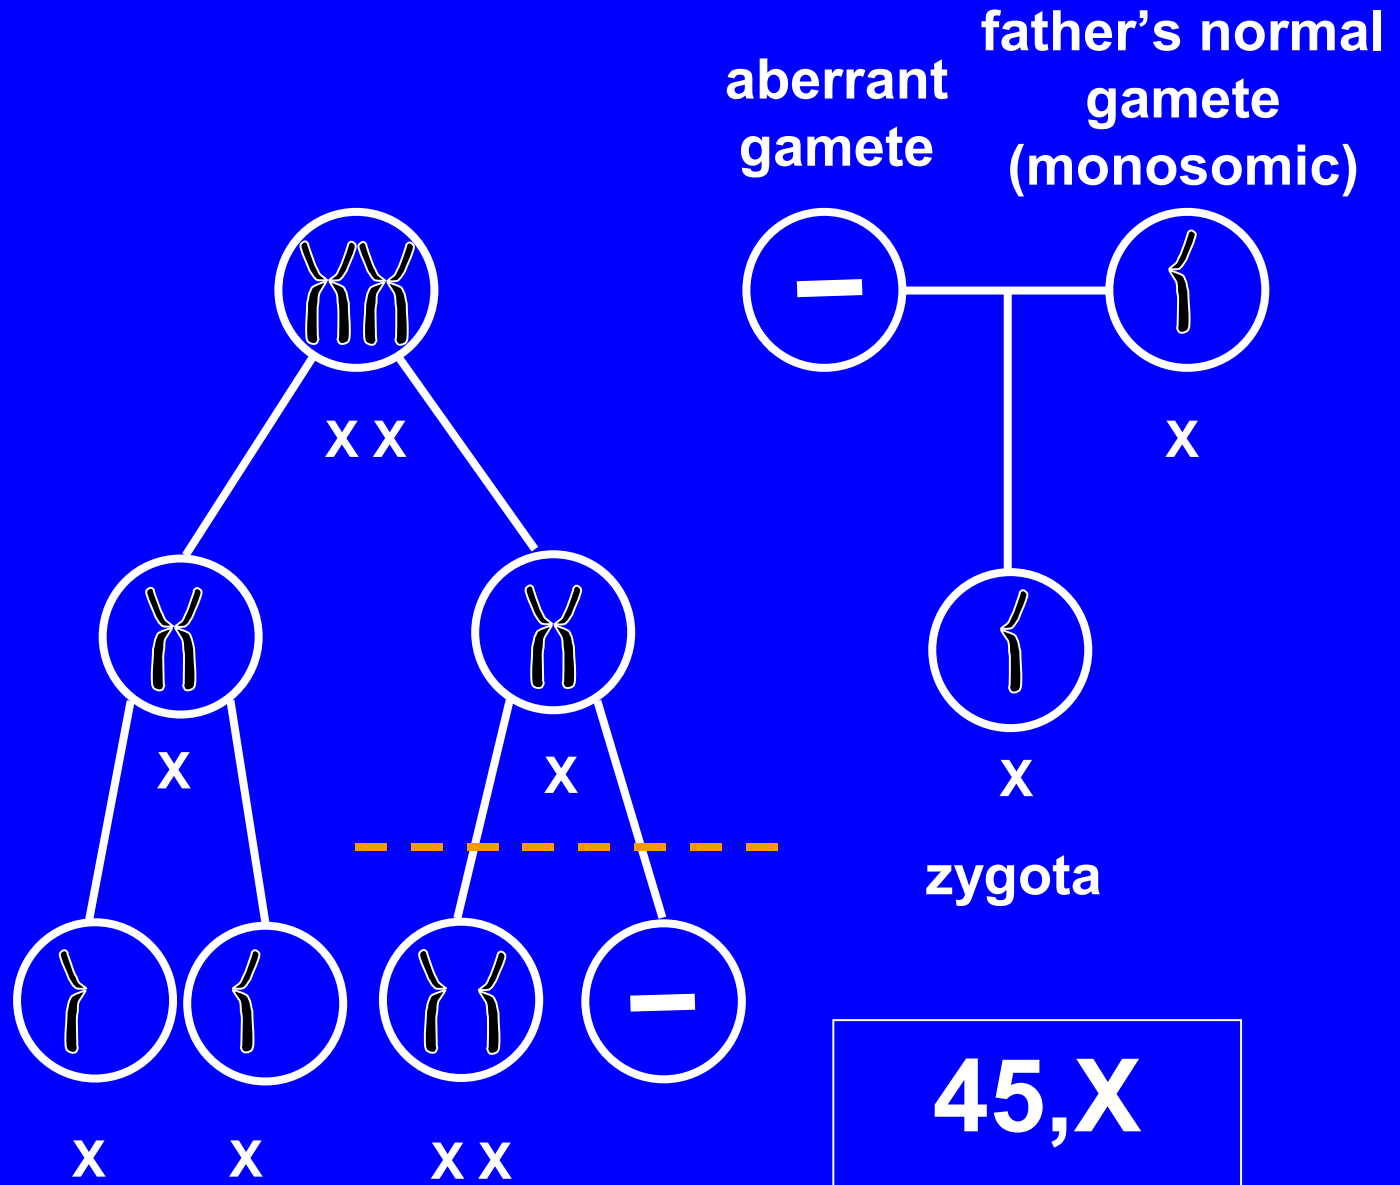 father’s normal
gamete
(monosomic)
aberrant
gamete
X X
X
X
X
X
zygota
X
X
X X
45,X